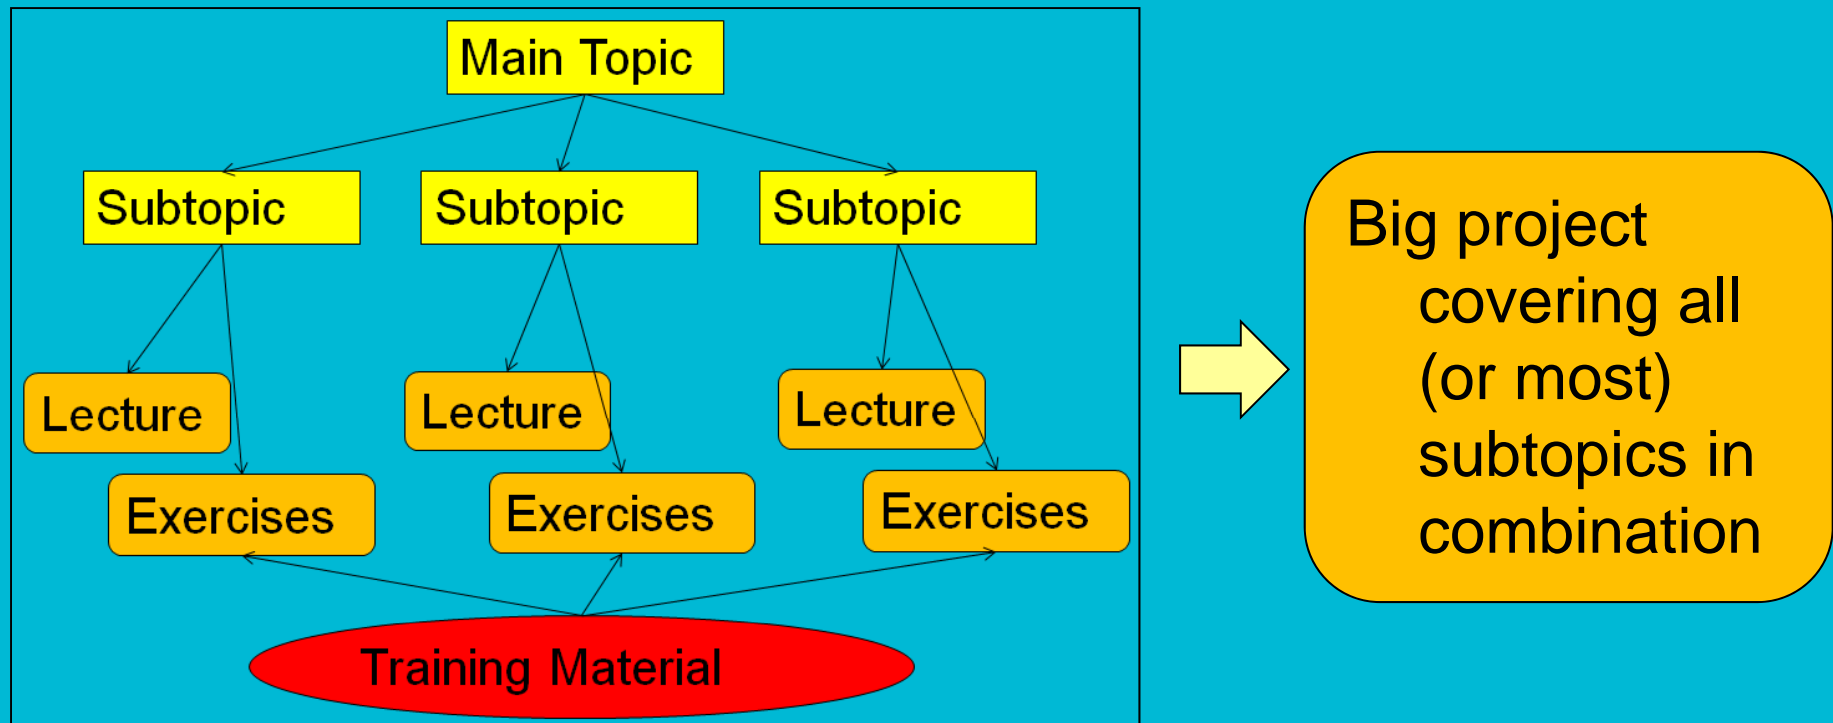 Main Topic
Subtopic
Subtopic
Subtopic
Lecture
Lecture
Lecture
Exercises
Exercises
Exercises
Training Material
Big project
covering all
(or most)
subtopics in
combination